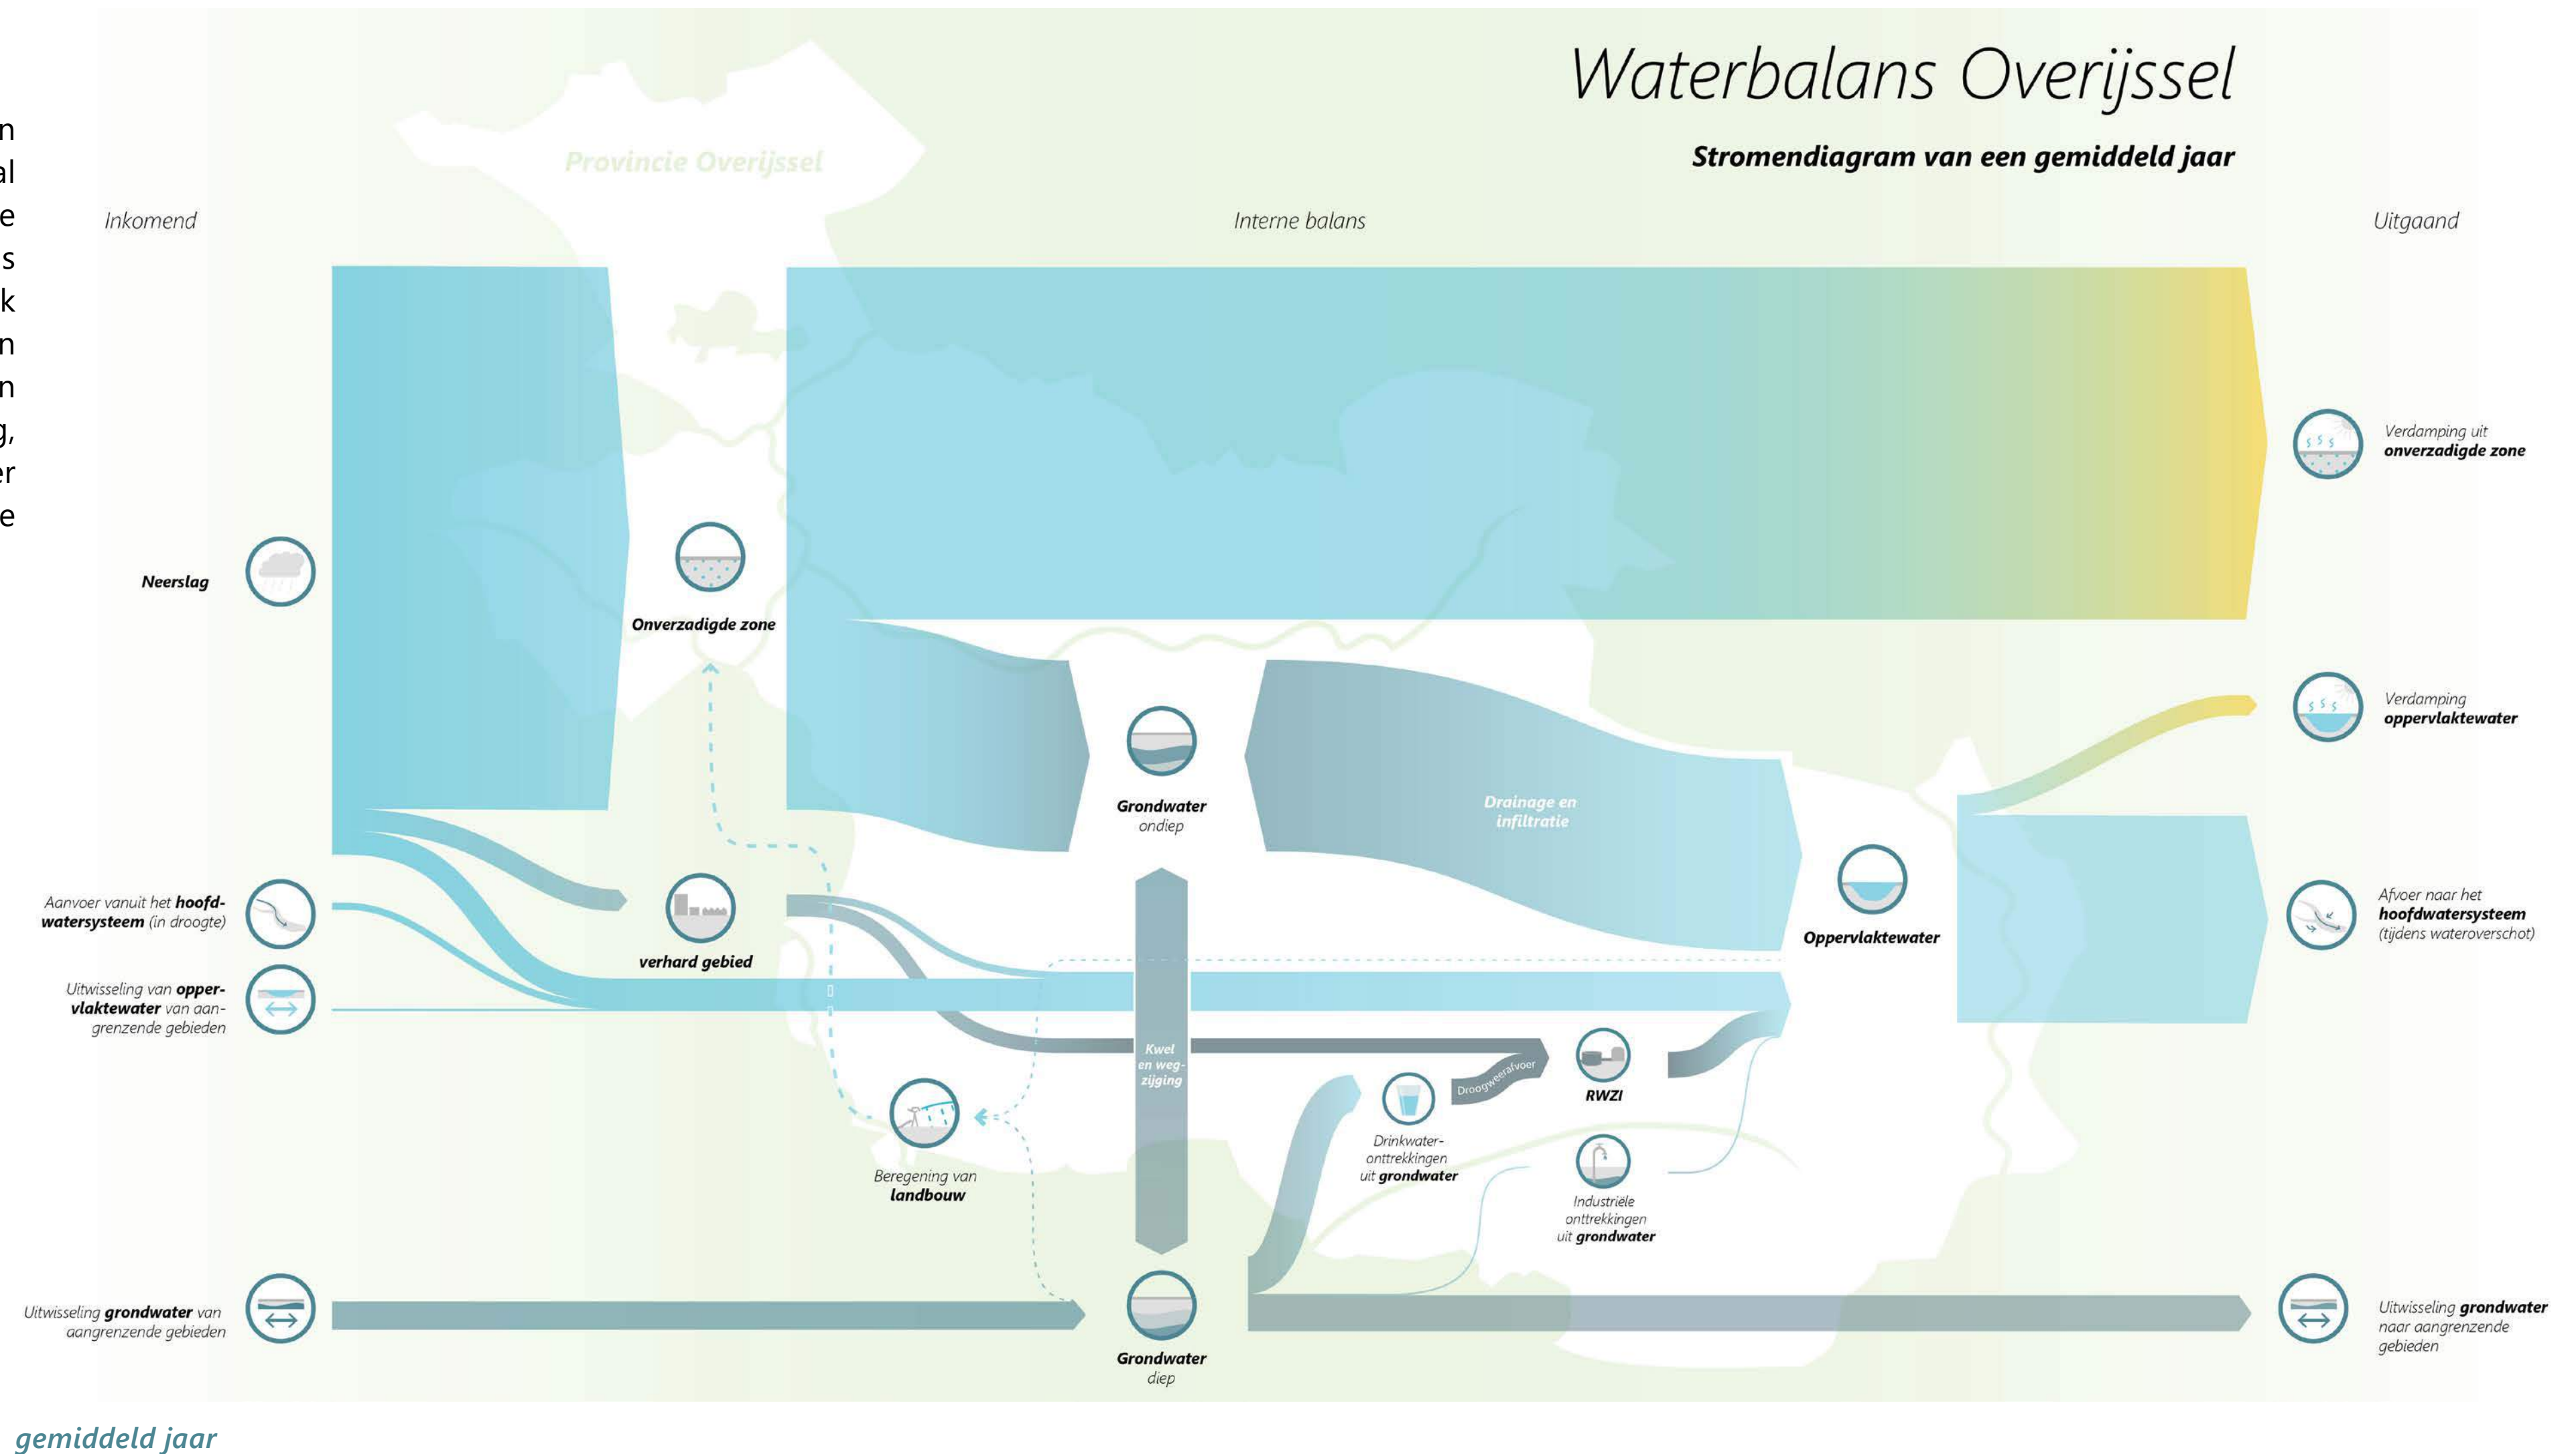 n
al
e
s
k
n
n
g,
er
e
Waterbalans Overijssel
Stromendiagram van een gemiddeld jaar
Provincie Overijssel
Inkomend
Interne balans
Uitgaand
Neerslag
Aanvoer vanuit het hoofd-
watersysteem (in droogte)
Uitwisseling van opper-
vlaktewater van aan-
grenzende gebieden
Uitwisseling grondwater van
aangrenzende gebieden
Onverzadigde zone
verhard gebied
Beregening van
landbouw
Grondwater
ondiep
Kwel
en weg-
zijging
Grondwater
diep
Drainage en
infiltratie
Droogweerafvoer
Drinkwater-
onttrekkingen
uit grondwater
RWZI
Industriële
onttrekkingen
uit grondwater
Oppervlaktewater
Verdamping uit
onverzadigde zone
Verdamping
oppervlaktewater
Afvoer naar het
hoofdwatersysteem
(tijdens wateroverschot)
Uitwisseling grondwater
naar aangrenzende
gebieden
gemiddeld jaar